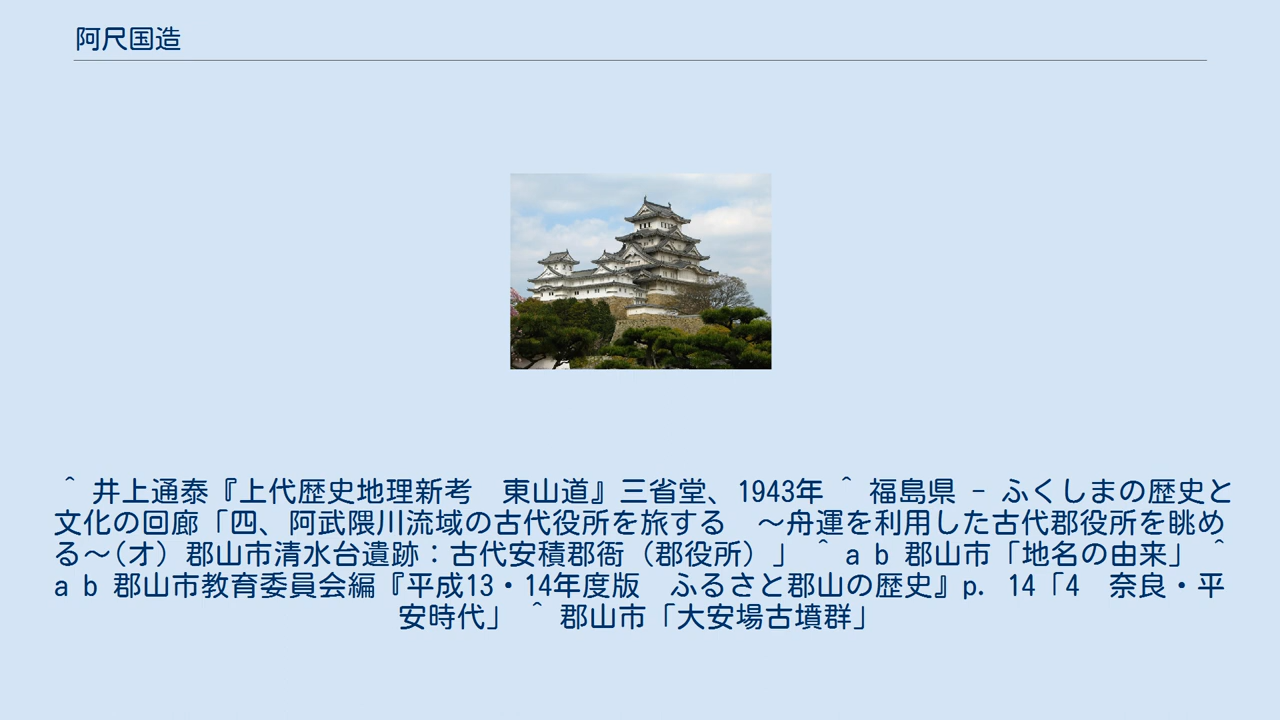 阿尺国造
＾ 井上通泰『上代歴史地理新考　東山道』三省堂、1943年 ＾ 福島県 - ふくしまの歴史と
文化の回廊「四、阿武隈川流域の古代役所を旅する　～舟運を利用した古代郡役所を眺め
る～(オ）郡山市清水台遺跡：古代安積郡衙（郡役所）」 ＾ a b 郡山市「地名の由来」 ＾
a b 郡山市教育委員会編『平成13・14年度版　ふるさと郡山の歴史』p. 14「4　奈良・平
安時代」 ＾ 郡山市「大安場古墳群」